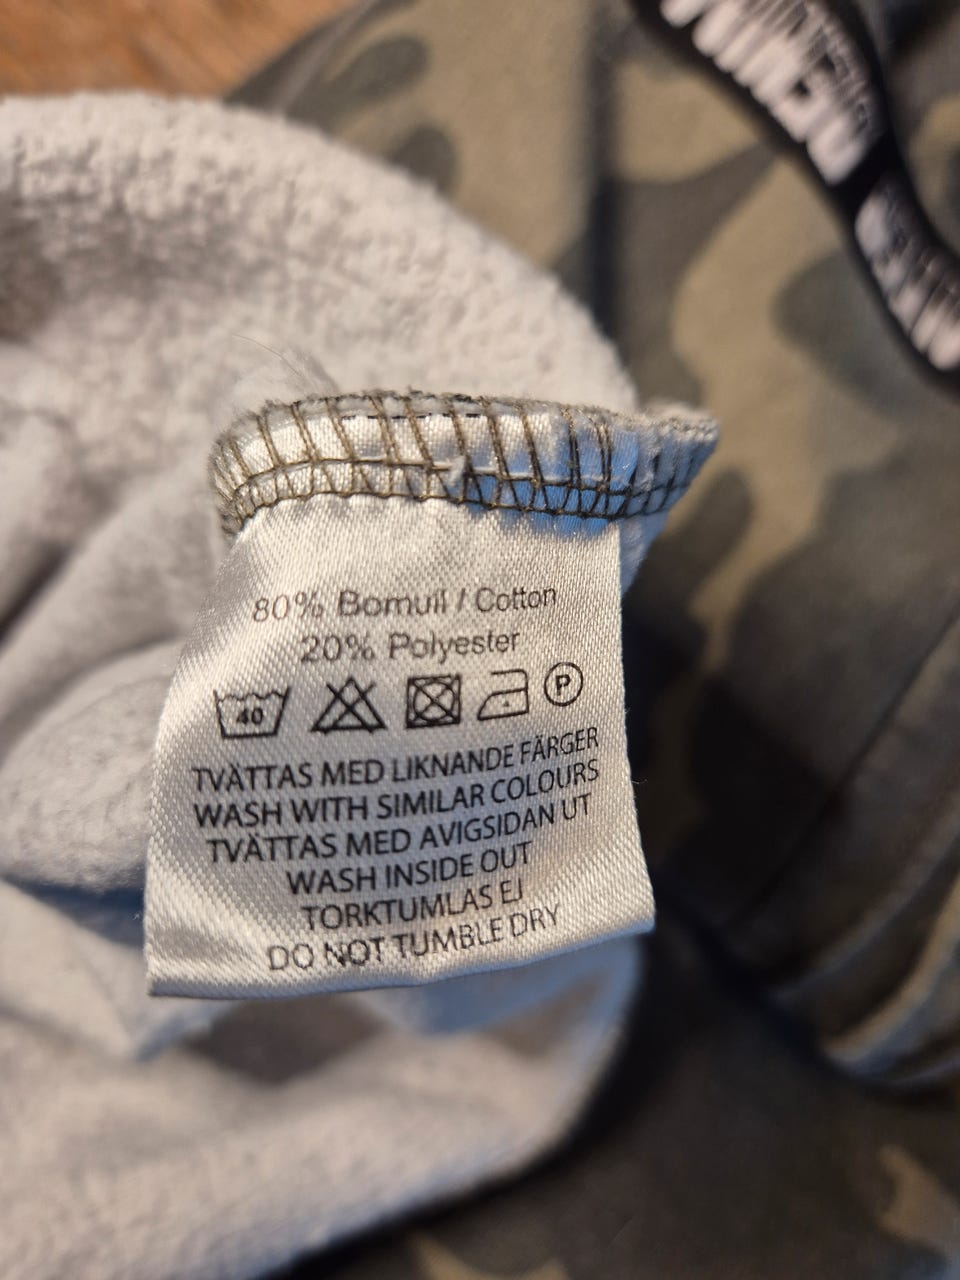 80% Bomull / Cotton
20% Polyester
40
P
TVÄTTAS MED LIKNANDE FÄRGER
WASH WITH SIMILAR COLOURS
TVÄTTAS MED AVIGSIDAN UT
WASH INSIDE OUT
TORKTUMLAS EJ
DO NOT TUMBLE DRY